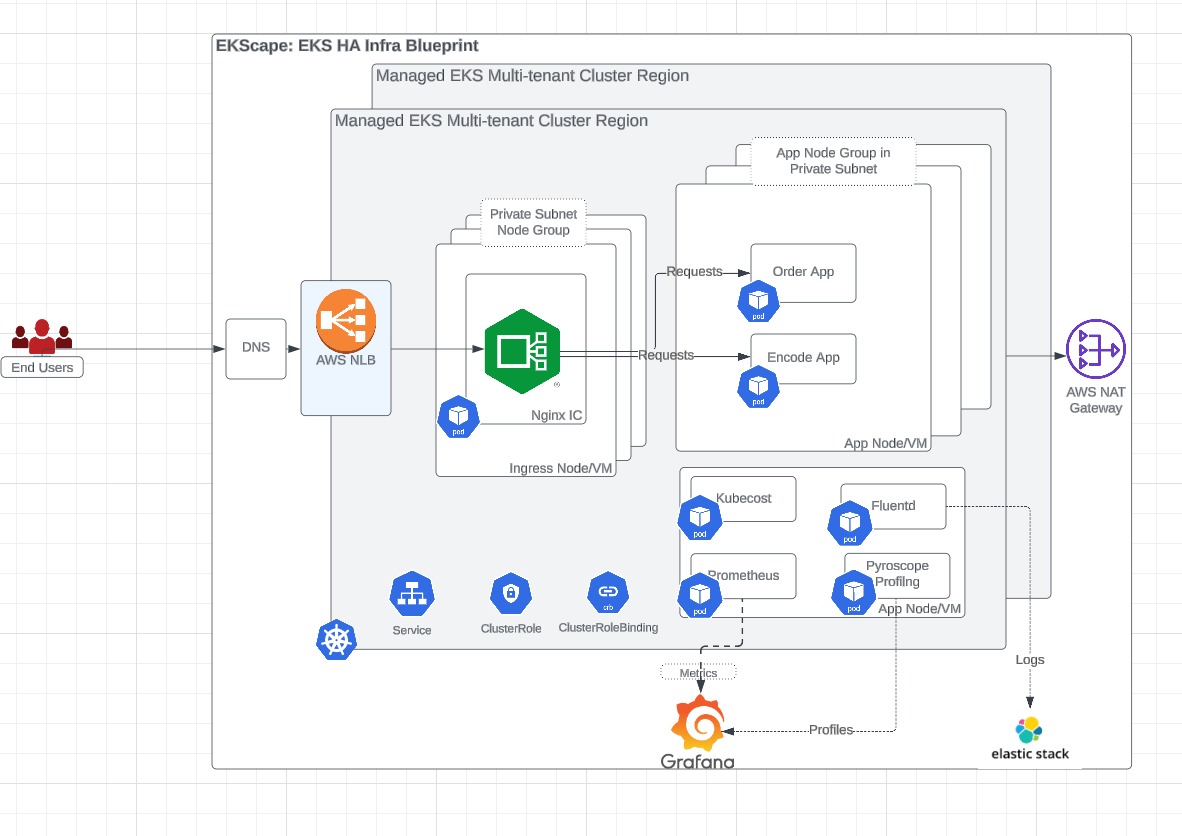 EKScape: EKS HA Infra Blueprint
Managed EKS Multi-tenant Cluster Region
Managed EKS Multi-tenant Cluster Region
App Node Group in
Private Subnet
Private Subnet
Node Group
Requests
Order App
pod
End Users
DNS
AWS NLB
Requests
Encode App
pod
AWS NAT
Gateway
®
Nginx IC
pod
App Node/VM
Ingress Node/VM
Kubecost
pod
Fluentd
pod
Prometheus
pod
Pyroscope
Profilng
pod
App Node/VM
Service
ClusterRole
crb
ClusterRoleBinding
Metrics
Logs
Profiles
Grafana
elastic stack